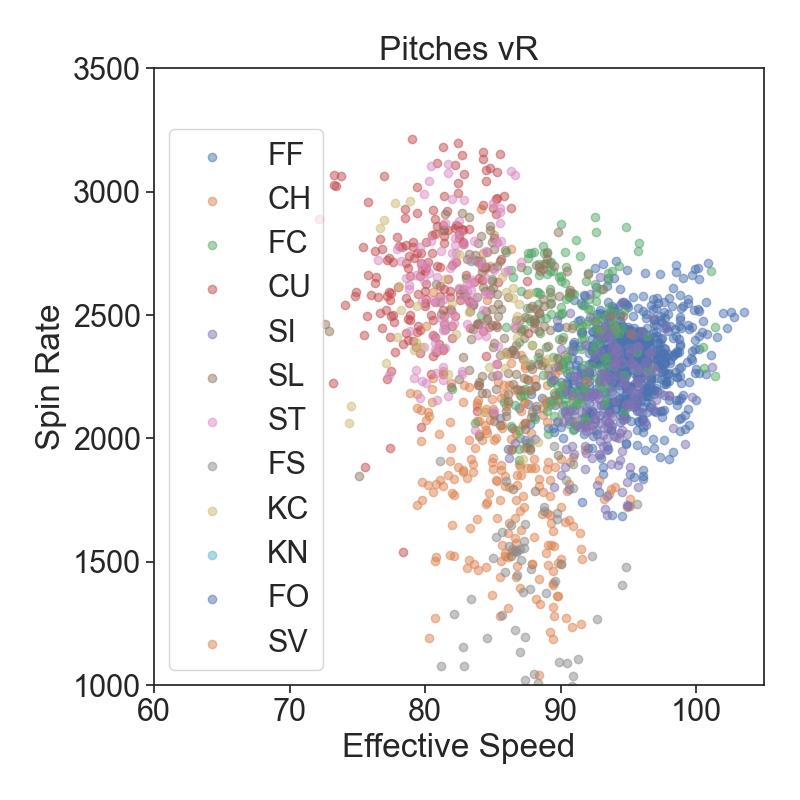 Pitches vR
3500
3000
2500
2000
1500
1000
Spin Rate
FF
CH
FC
CU
SI
SL
ST
FS
KC
KN
FO
SV
60 70 80 90 100
Effective Speed